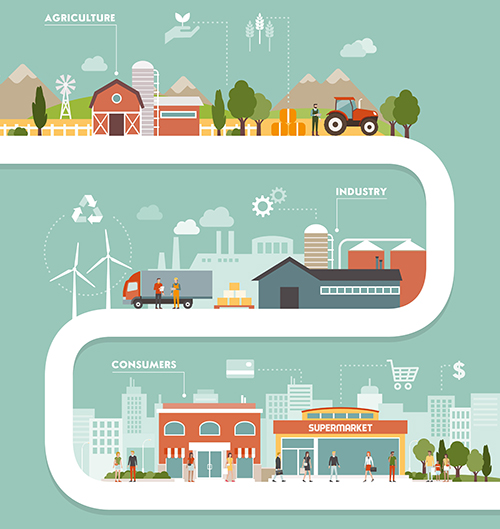 AGRICULTURE
INDUSTRY
CONSUMERS
$
SUPERMARKET